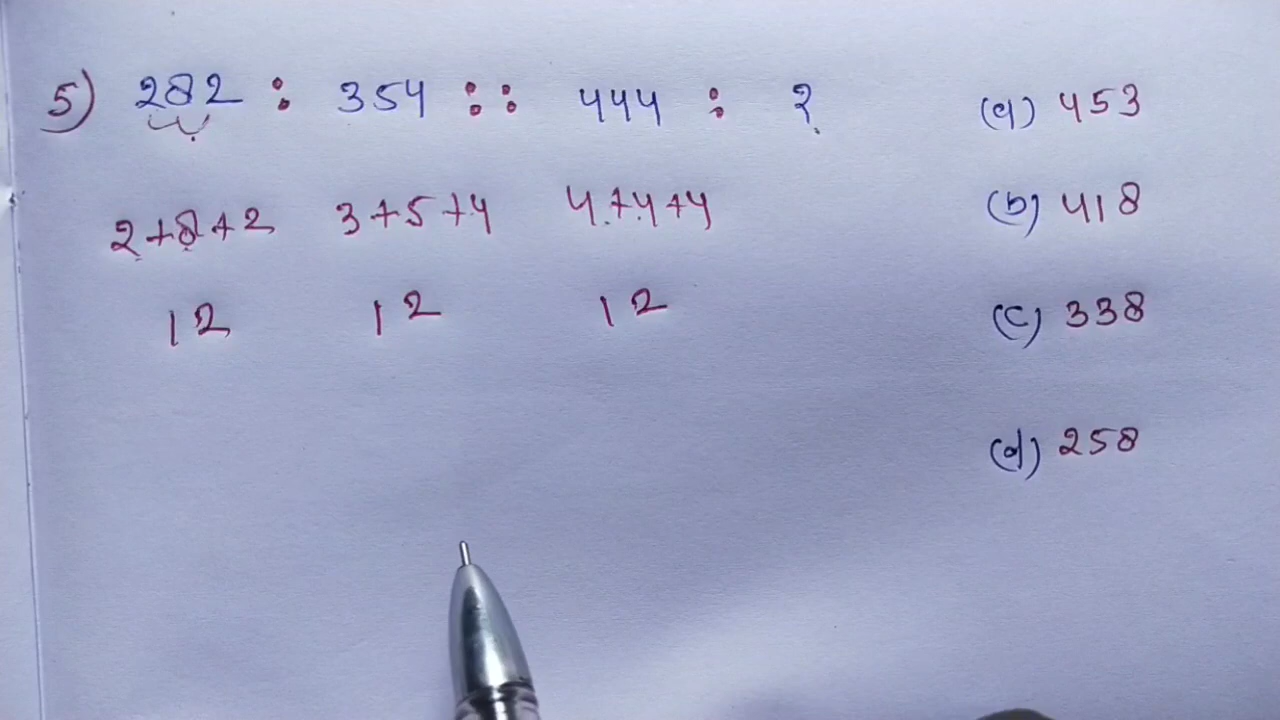 5) 282 : 354 :: 444 : ?
2+8+2 3+5+4 4+4+4
12 12 12
(a) 453
(b) 418
(c) 338
(d) 258